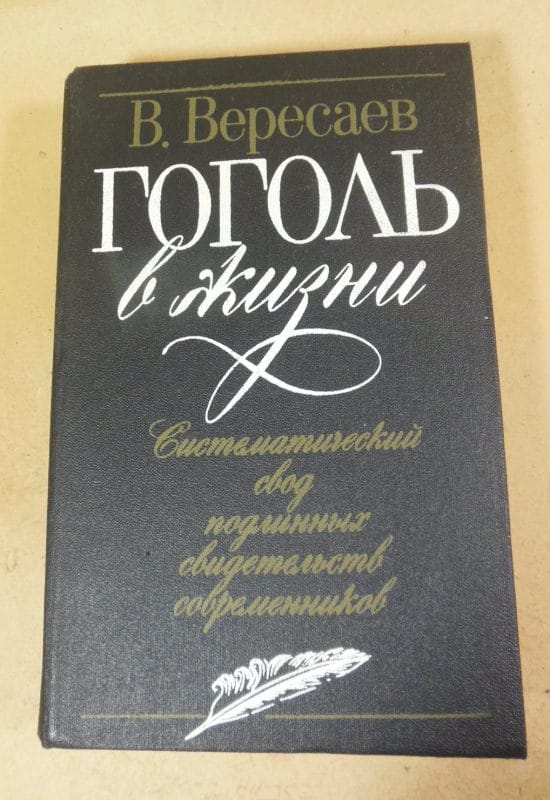 В. Вересаев
ГОГОЛЬ
в жизни
Систематический
свод
подлинных
свидетельств
современников